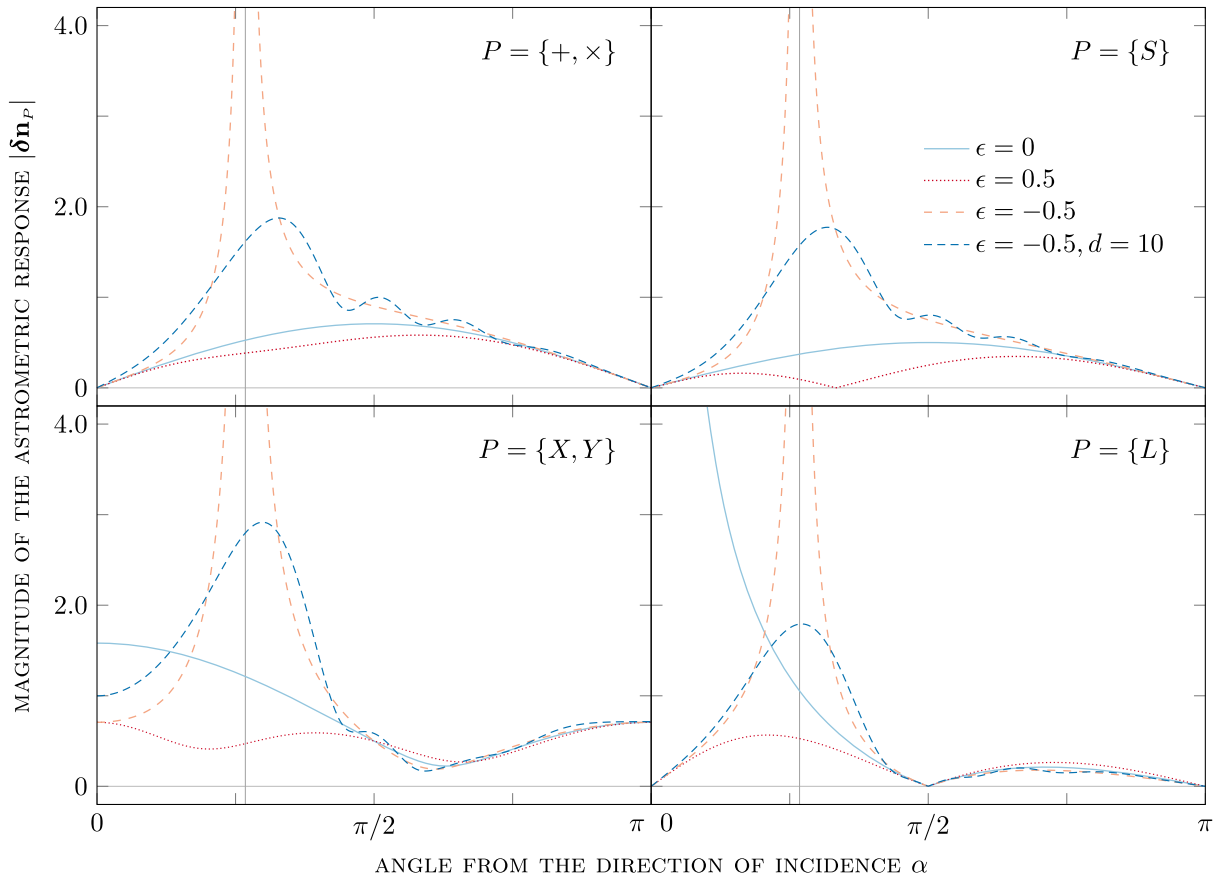 MAGNITUDE OF THE ASTROMETRIC RESPONSE |δn_P|
4.0
2.0
0
P = {+, ×}
P = {S}
ϵ = 0
ϵ = 0.5
ϵ = −0.5
ϵ = −0.5, d = 10
4.0
2.0
0
P = {X, Y}
P = {L}
0
π/2
π
0
π/2
π
ANGLE FROM THE DIRECTION OF INCIDENCE α